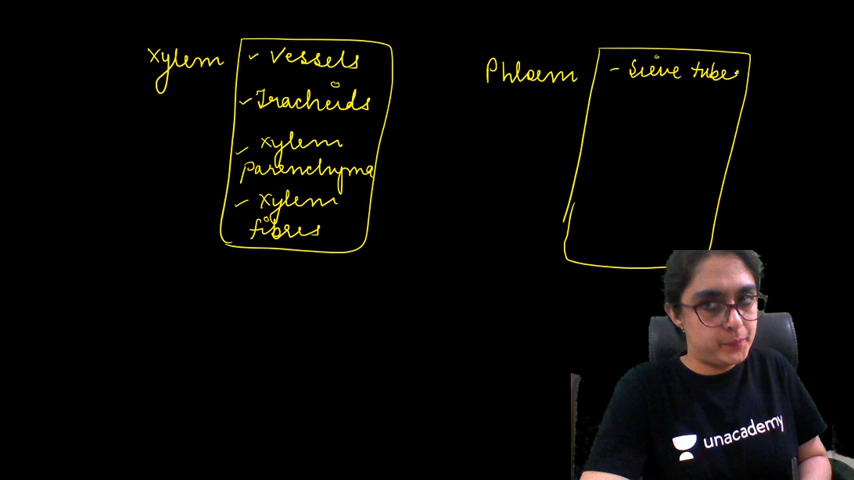 Xylem
- Vessels
- Tracheids
- Xylem
parenchyma
- Xylem
fibres
Phloem
- Sieve tube
unacademy